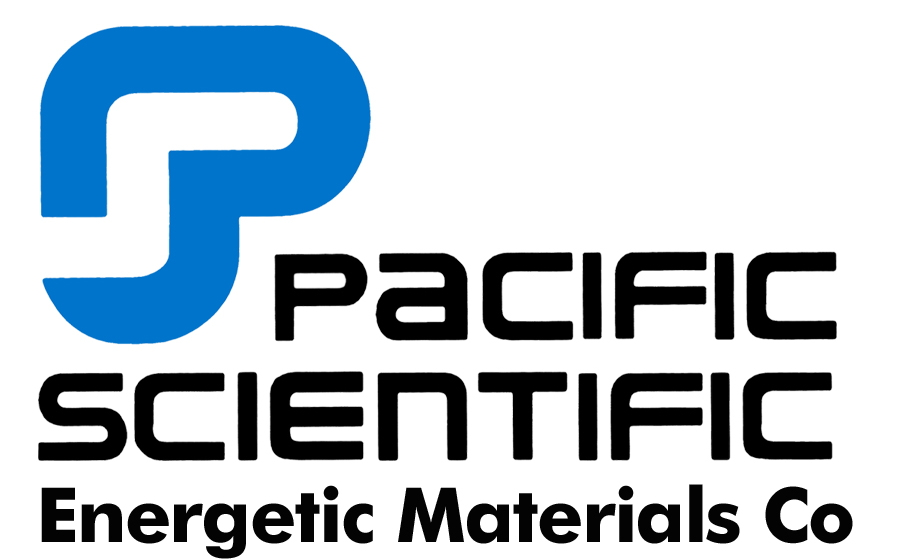 PACIFIC
SCIENTIFIC
Energetic Materials Co